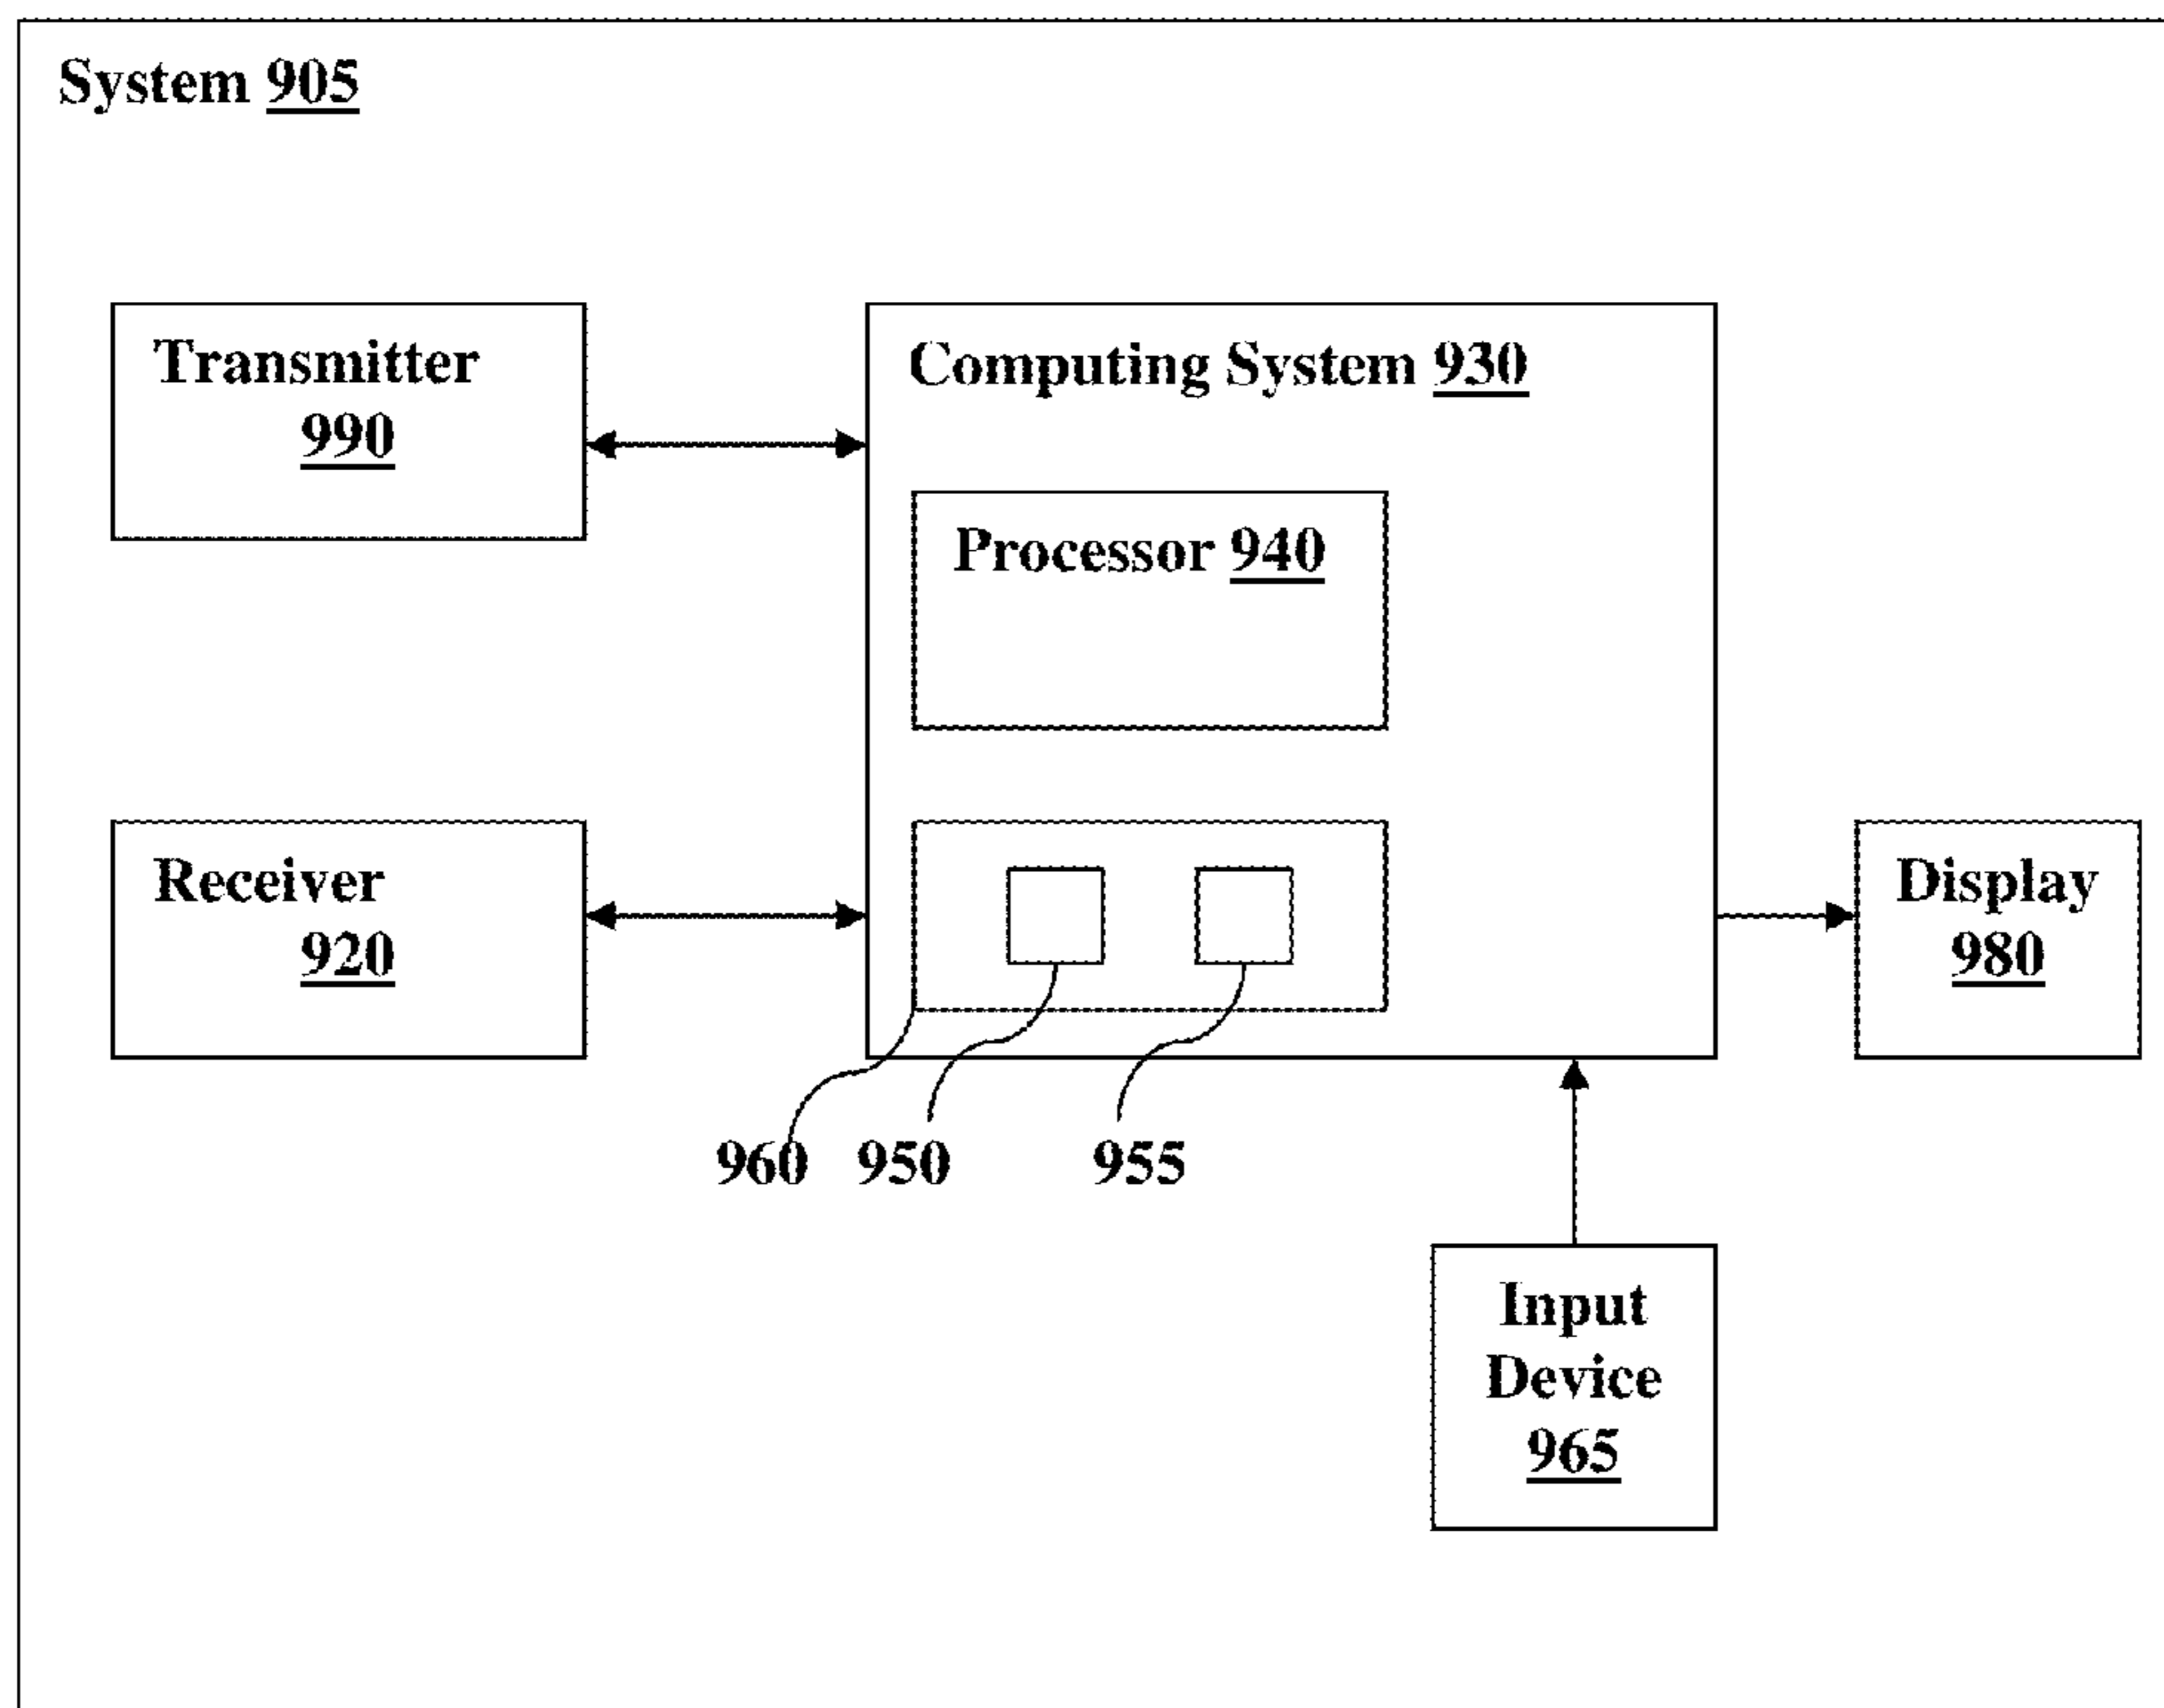 System 905
Transmitter
990
Computing System 930
Processor 940
Receiver
920
Display
980
960 950 955
Input
Device
965